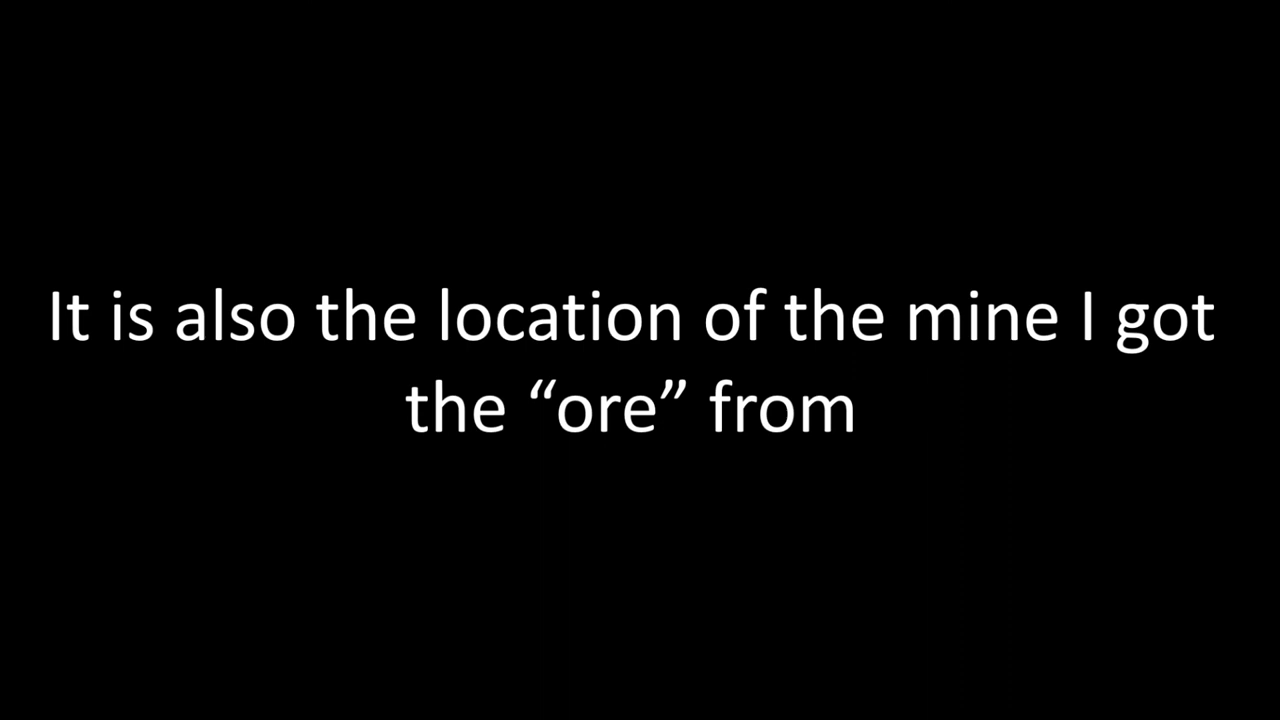 It is also the location of the mine I got
the “ore” from